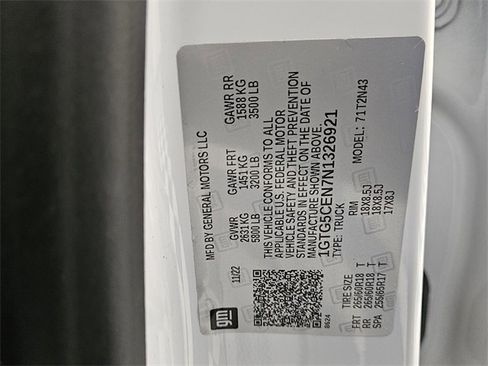 MFD BY GENERAL MOTORS LLC
11/22
GVWR GAWR FRT GAWR RR
2631 KG 1451 KG 1588 KG
5800 LB 3200 LB 3500 LB
THIS VEHICLE CONFORMS TO ALL
APPLICABLE U.S. FEDERAL MOTOR
VEHICLE SAFETY AND THEFT PREVENTION
STANDARDS IN EFFECT ON THE DATE OF
MANUFACTURE SHOWN ABOVE.
1GTG5CEN7N1326921
TYPE: TRUCK MODEL: 71T2N43
gm
8624
TIRE SIZE RIM
FRT 265/60R18 T 18X8.5J
RR 265/60R18 T 18X8.5J
SPA 255/65R17 T 17X8J